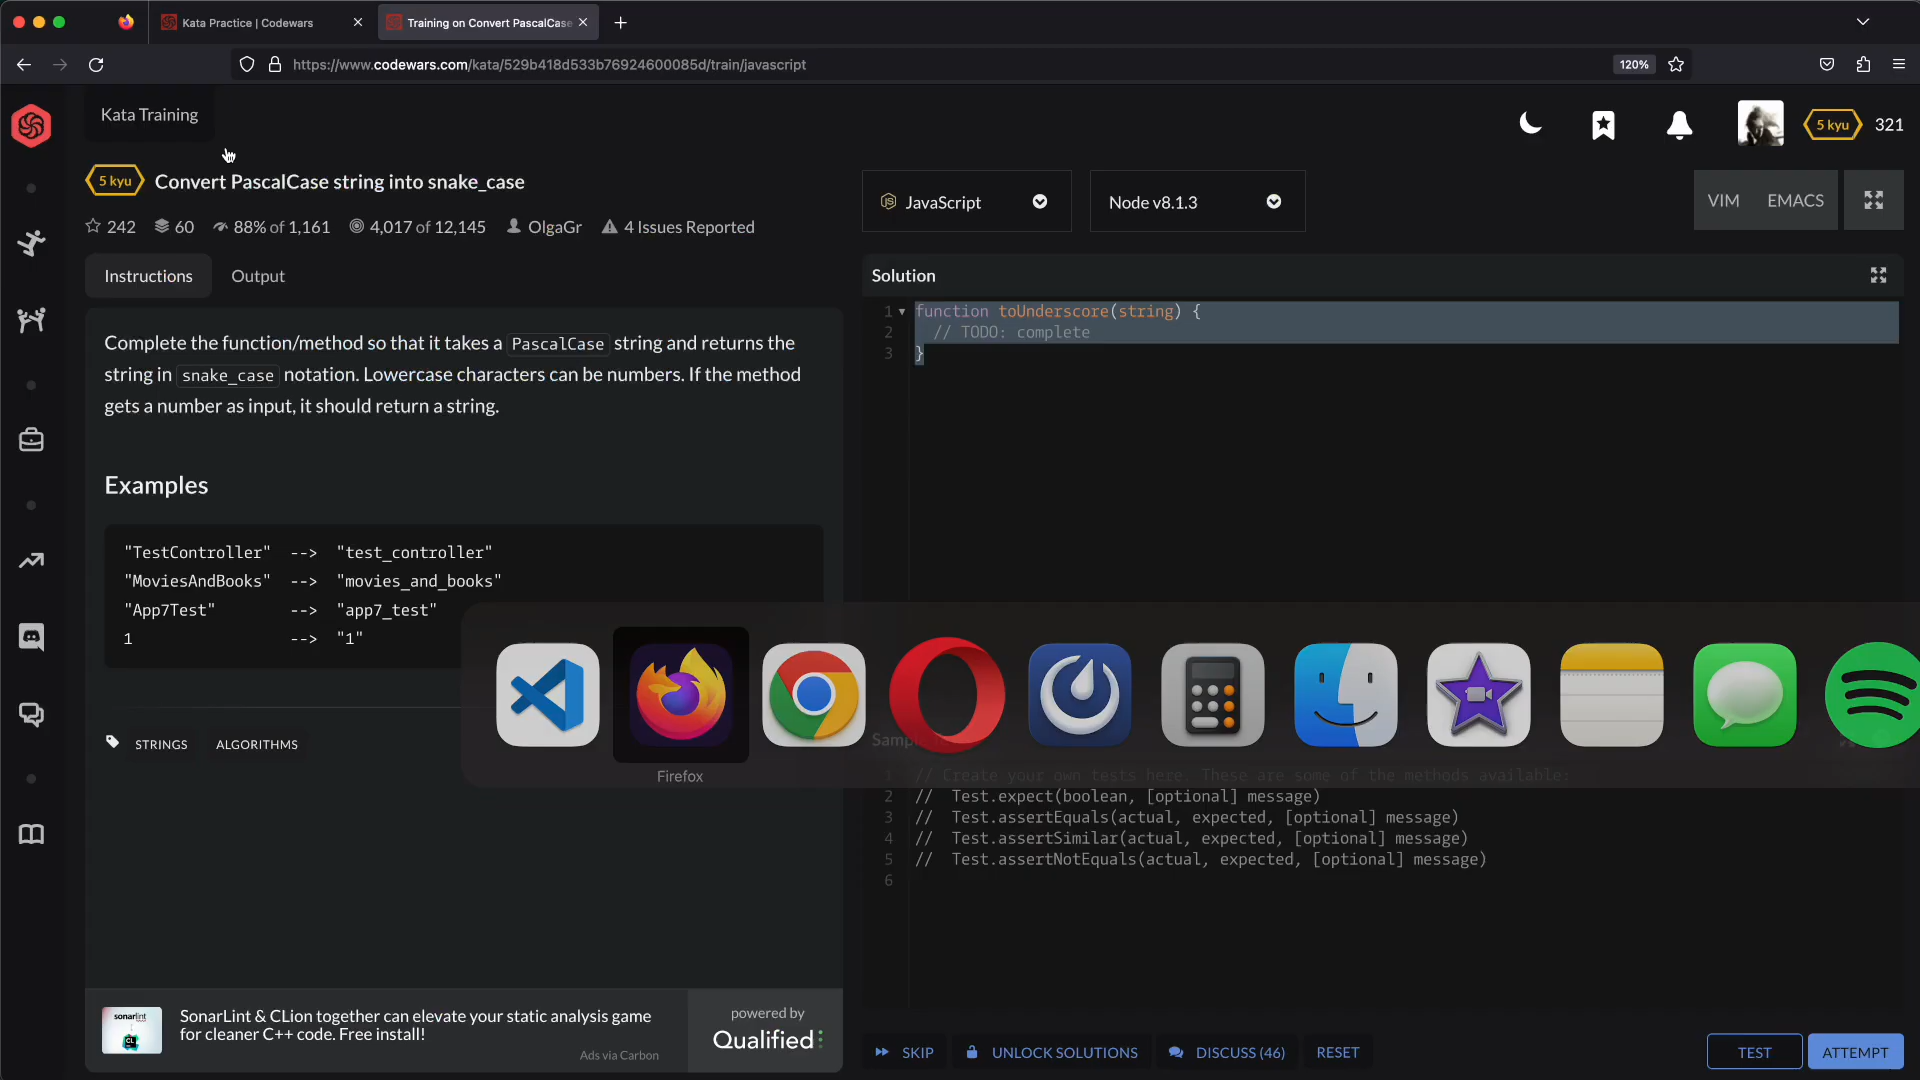 Kata Practice | Codewars
Training on Convert PascalCase
https://www.codewars.com/kata/529b418d533b76924600085d/train/javascript
120%
Kata Training
5 kyu
321
5 kyu
Convert PascalCase string into snake_case
242
60
88% of 1,161
4,017 of 12,145
OlgaGr
4 Issues Reported
JavaScript
Node v8.1.3
VIM
EMACS
Instructions
Output
Complete the function/method so that it takes a PascalCase string and returns the
string in snake_case notation. Lowercase characters can be numbers. If the method
gets a number as input, it should return a string.
Examples
"TestController" --> "test_controller"
"MoviesAndBooks" --> "movies_and_books"
"App7Test" --> "app7_test"
1 --> "1"
STRINGS
ALGORITHMS
Solution
1 function toUnderscore(string) {
2 // TODO: complete
3 }
Firefox
Samp
1 // Create your own tests here. These are some of the methods available:
2 // Test.expect(boolean, [optional] message)
3 // Test.assertEquals(actual, expected, [optional] message)
4 // Test.assertSimilar(actual, expected, [optional] message)
5 // Test.assertNotEquals(actual, expected, [optional] message)
6
sonarlint
CL
SonarLint & CLion together can elevate your static analysis game
for cleaner C++ code. Free install!
Ads via Carbon
powered by
Qualified
SKIP
UNLOCK SOLUTIONS
DISCUSS (46)
RESET
TEST
ATTEMPT